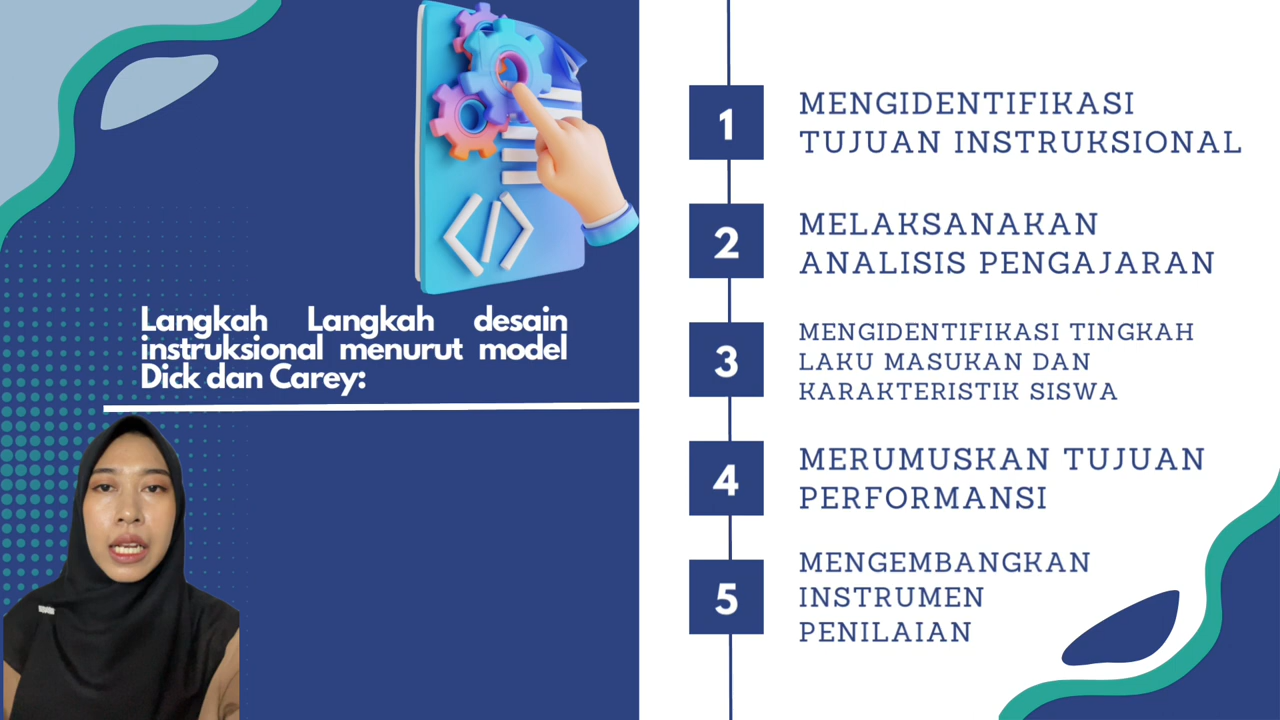 Langkah Langkah desain
instruksional menurut model
Dick dan Carey:
1
MENGIDENTIFIKASI
TUJUAN INSTRUKSIONAL
2
MELAKSANAKAN
ANALISIS PENGAJARAN
3
MENGIDENTIFIKASI TINGKAH
LAKU MASUKAN DAN
KARAKTERISTIK SISWA
4
MERUMUSKAN TUJUAN
PERFORMANSI
5
MENGEMBANGKAN
INSTRUMEN
PENILAIAN